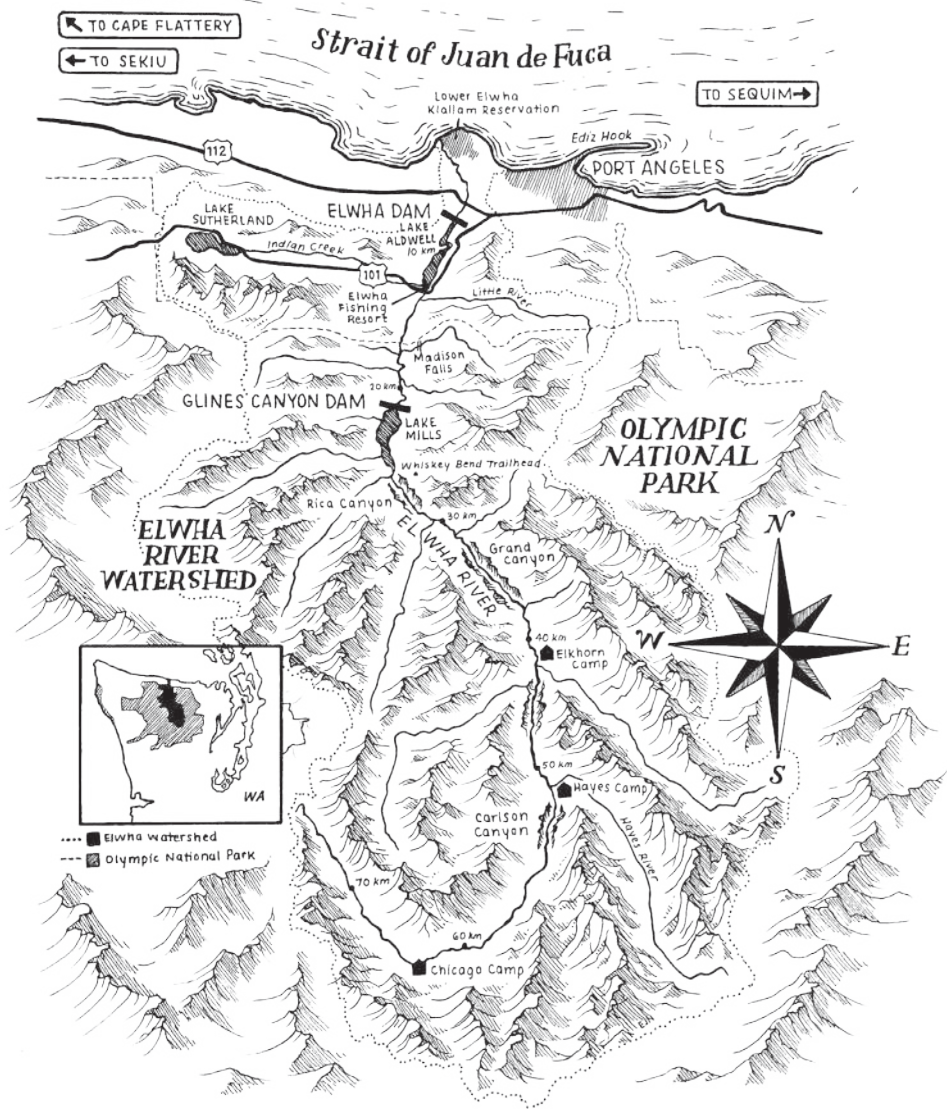 TO CAPE FLATTERY
TO SEKIU
Strait of Juan de Fuca
TO SEQUIM
Lower Elwha
Klallam Reservation
Ediz Hook
112
PORT ANGELES
LAKE
SUTHERLAND
ELWHA DAM
LAKE
ALDWELL
10 km
Indian Creek
101
Elwha
Fishing
Resort
Little River
Madison
Falls
20 km
GLINES CANYON DAM
LAKE
MILLS
OLYMPIC
NATIONAL
PARK
Whiskey Bend Trailhead
Rica Canyon
30 km
ELWHA RIVER
ELWHA
RIVER
WATERSHED
Grand
Canyon
N
W
E
S
40 km
Elkhorn
Camp
50 km
Hayes Camp
WA
Carlson
Canyon
Hayes River
Elwha Watershed
Olympic National Park
70 km
60 km
Chicago Camp